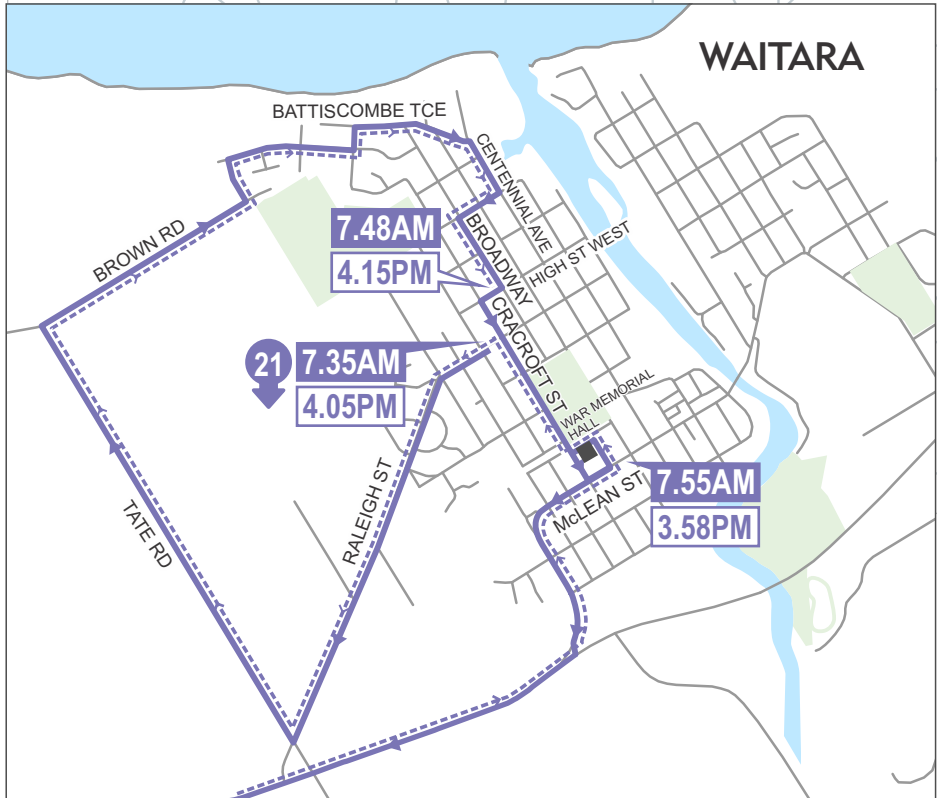 WAITARA
BATTISCOMBE TCE
CENTENNIAL AVE
BROWN RD
7.48AM
4.15PM
BROADWAY
HIGH ST WEST
21
7.35AM
4.05PM
CRACROFT ST
WAR MEMORIAL
HALL
TATE RD
RALEIGH ST
McLEAN ST
7.55AM
3.58PM